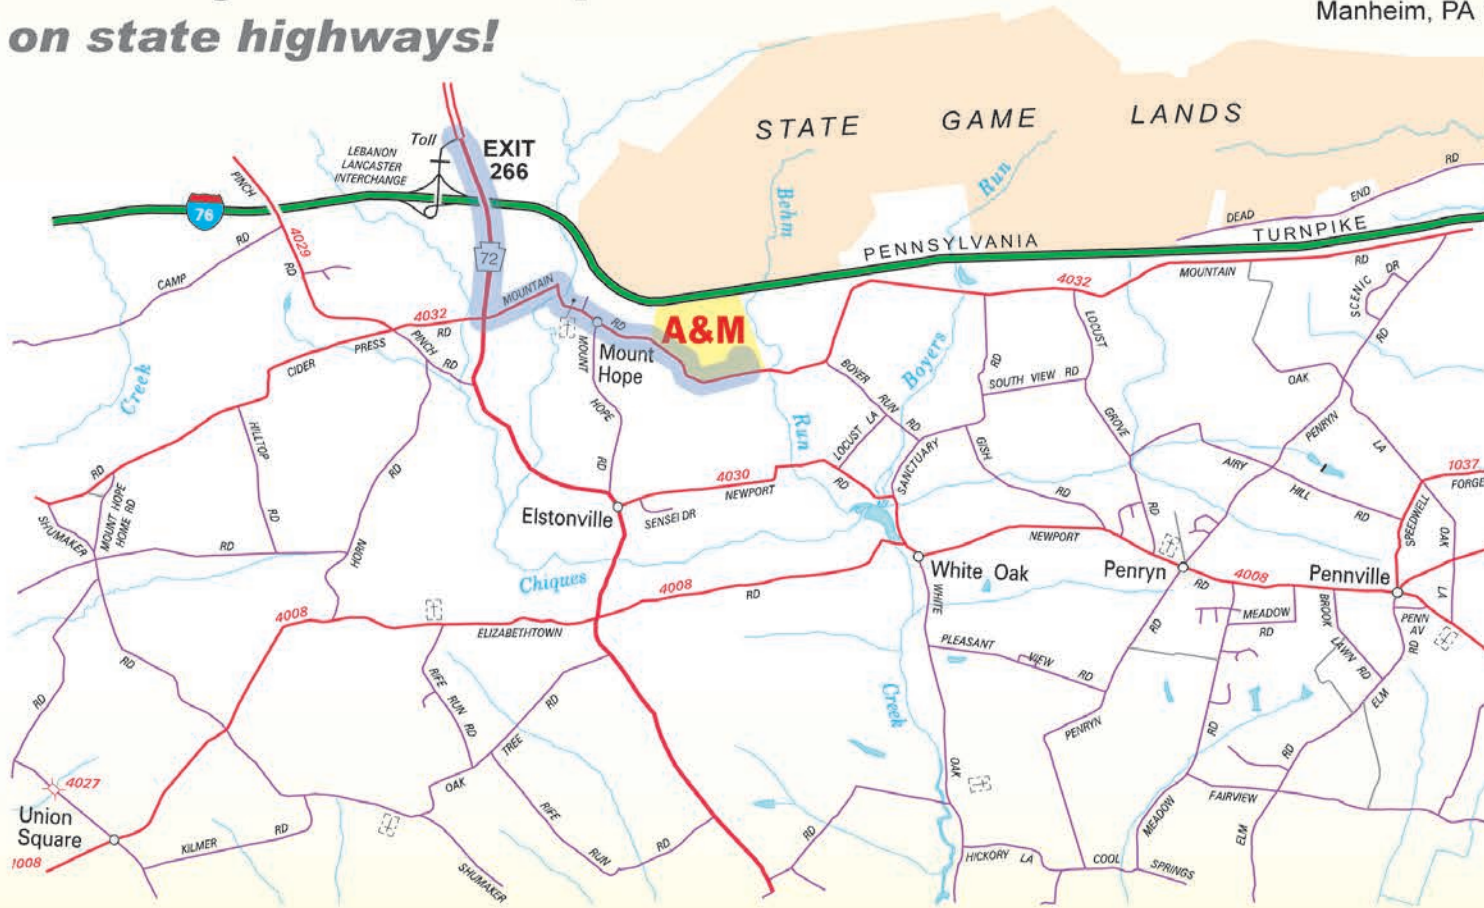 on state highways!
Manheim, PA
STATE GAME LANDS
Toll
EXIT
266
LEBANON
LANCASTER
INTERCHANGE
76
72
PINCH
4029
RD
CAMP
RD
Behm
Run
Boyers
Run
PENNSYLVANIA
TURNPIKE
DEAD
END
RD
MOUNTAIN
RD
4032
SCENIC DR
RD
MOUNTAIN
RD
A&M
Mount
Hope
MOUNT
HOPE
RD
4032
RD
PINCH
RD
CIDER
PRESS
RD
Creek
HILLTOP
RD
MOUNT HOPE
HOME RD
SHUMAKER
RD
RD
RD
HORN
RD
BOYER
RUN
RD
LOCUST LA
SANCTUARY
RD
SOUTH VIEW RD
LOCUST
GROVE
RD
GISH
RD
OAK
LA
PENRYN
AIRY
HILL
RD
1037
FORGE
SPEEDWELL
OAK
LA
Run
4030
NEWPORT
RD
SENSEI DR
Elstonville
Chiques
4008
RD
4008
ELIZABETHTOWN
NEWPORT
White Oak
Penryn
RD
4008
Pennville
WHITE
OAK
PLEASANT
VIEW
RD
RD
PENRYN
MEADOW
RD
BROOK
LAWN RD
PENN
AV
RD
ELM
RD
ELM
RD
MEADOW
FAIRVIEW
Creek
RIFE
RUN
RD
OAK
TREE
RD
RIFE
RUN
RD
RD
HICKORY LA
COOL
SPRINGS
4027
Union
Square
1008
KILMER
RD
SHUMAKER